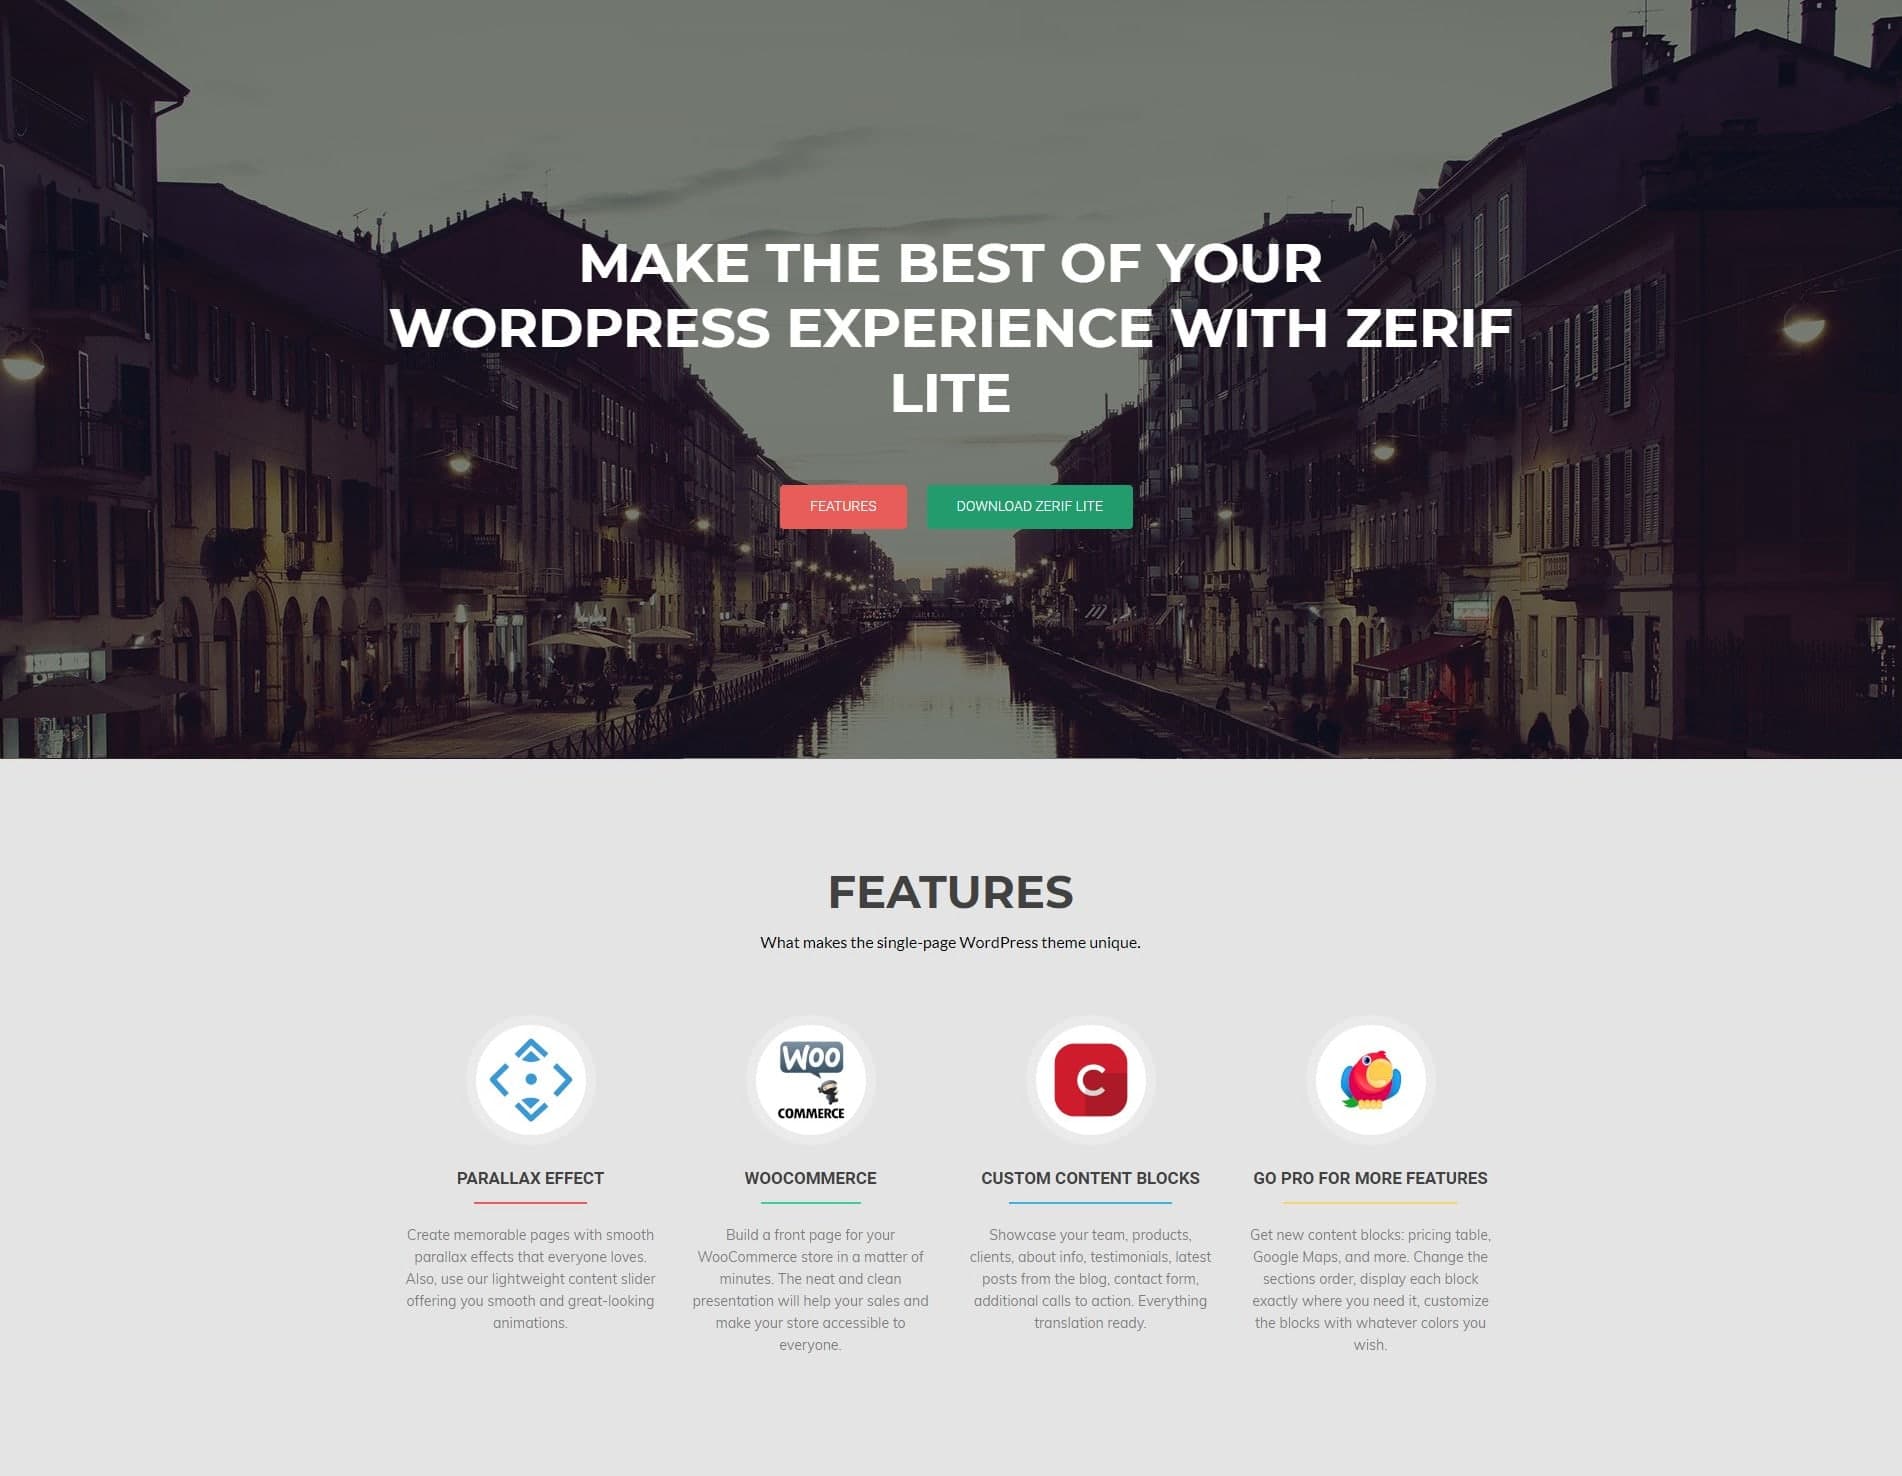 MAKE THE BEST OF YOUR
WORDPRESS EXPERIENCE WITH ZERIF
LITE
FEATURES
DOWNLOAD ZERIF LITE
FEATURES
What makes the single-page WordPress theme unique.
WOO
COMMERCE
C
PARALLAX EFFECT
Create memorable pages with smooth
parallax effects that everyone loves.
Also, use our lightweight content slider
offering you smooth and great-looking
animations.
WOOCOMMERCE
Build a front page for your
WooCommerce store in a matter of
minutes. The neat and clean
presentation will help your sales and
make your store accessible to
everyone.
CUSTOM CONTENT BLOCKS
Showcase your team, products,
clients, about info, testimonials, latest
posts from the blog, contact form,
additional calls to action. Everything
translation ready.
GO PRO FOR MORE FEATURES
Get new content blocks: pricing table,
Google Maps, and more. Change the
sections order, display each block
exactly where you need it, customize
the blocks with whatever colors you
wish.